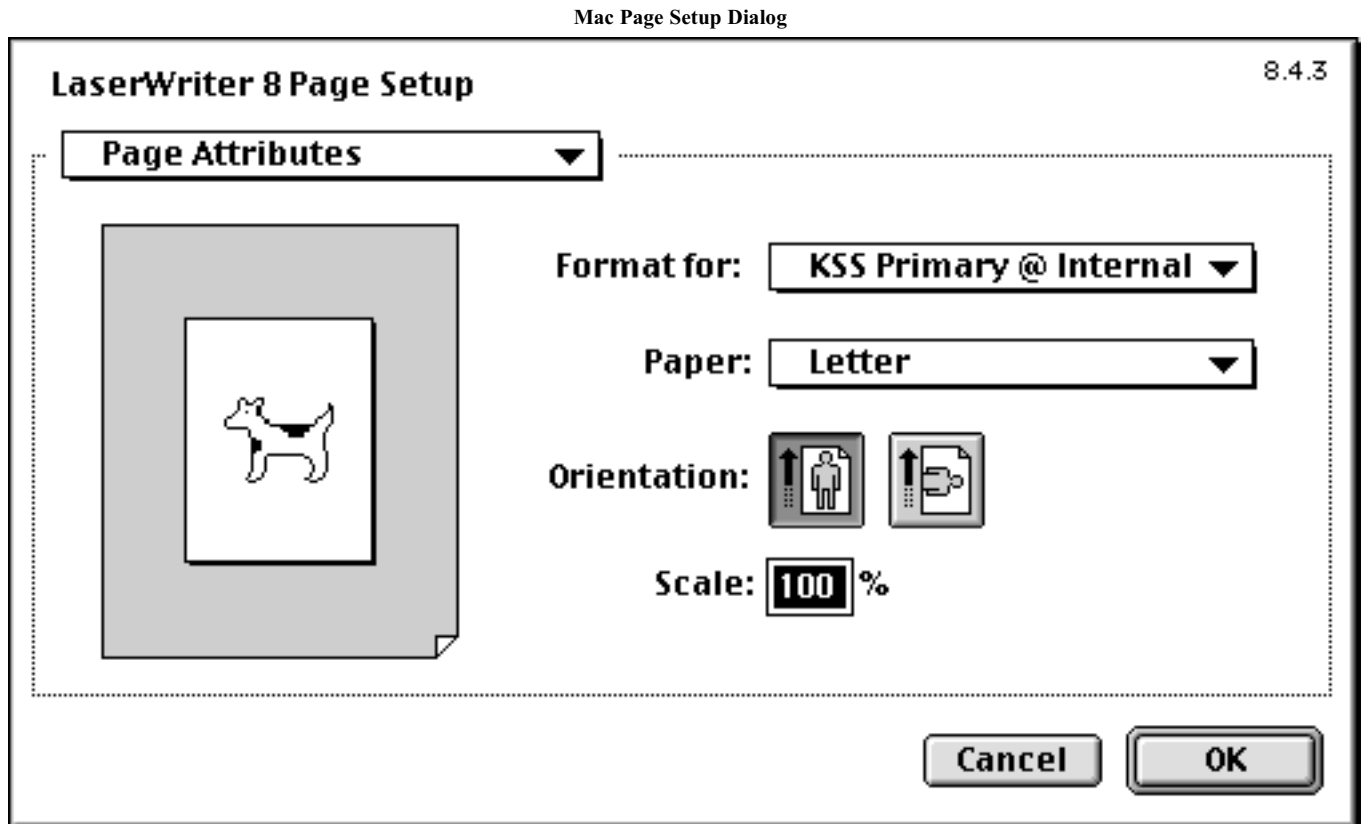 Mac Page Setup Dialog
LaserWriter 8 Page Setup
8.4.3
Page Attributes
Format for: KSS Primary @ Internal
Paper: Letter
Orientation:
Scale: 100 %
Cancel OK